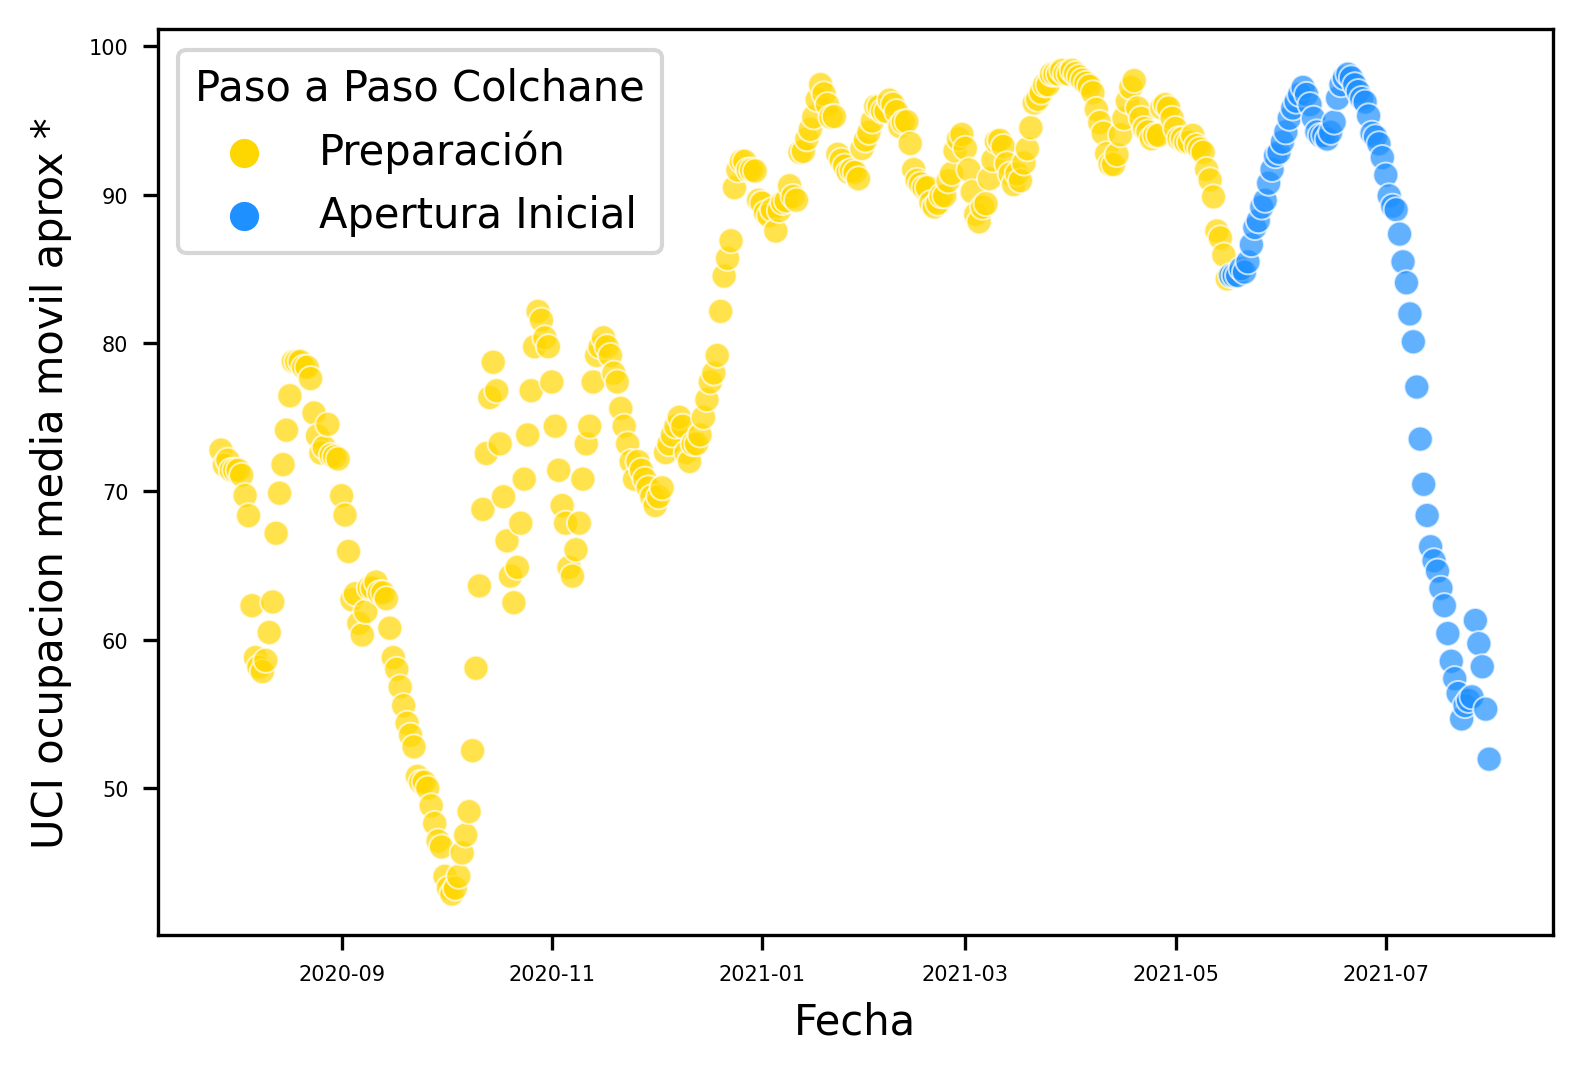 Paso a Paso Colchane
Preparación
Apertura Inicial
UCI ocupacion media movil aprox *
100
90
80
70
60
50
2020-09
2020-11
2021-01
2021-03
2021-05
2021-07
Fecha